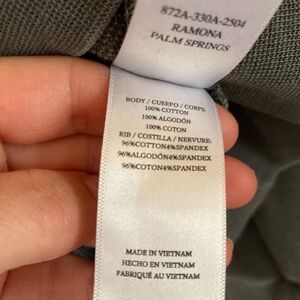 872A-330A-2504
RAMONA
PALM SPRINGS
BODY / CUERPO / CORPS:
100% COTTON
100% ALGODÓN
100% COTON
RIB / COSTILLA / NERVURE:
96%COTTON4%SPANDEX
96%ALGODÓN4%SPANDEX
96%COTON4%SPANDEX
MADE IN VIETNAM
HECHO EN VIETNAM
FABRIQUÉ AU VIETNAM